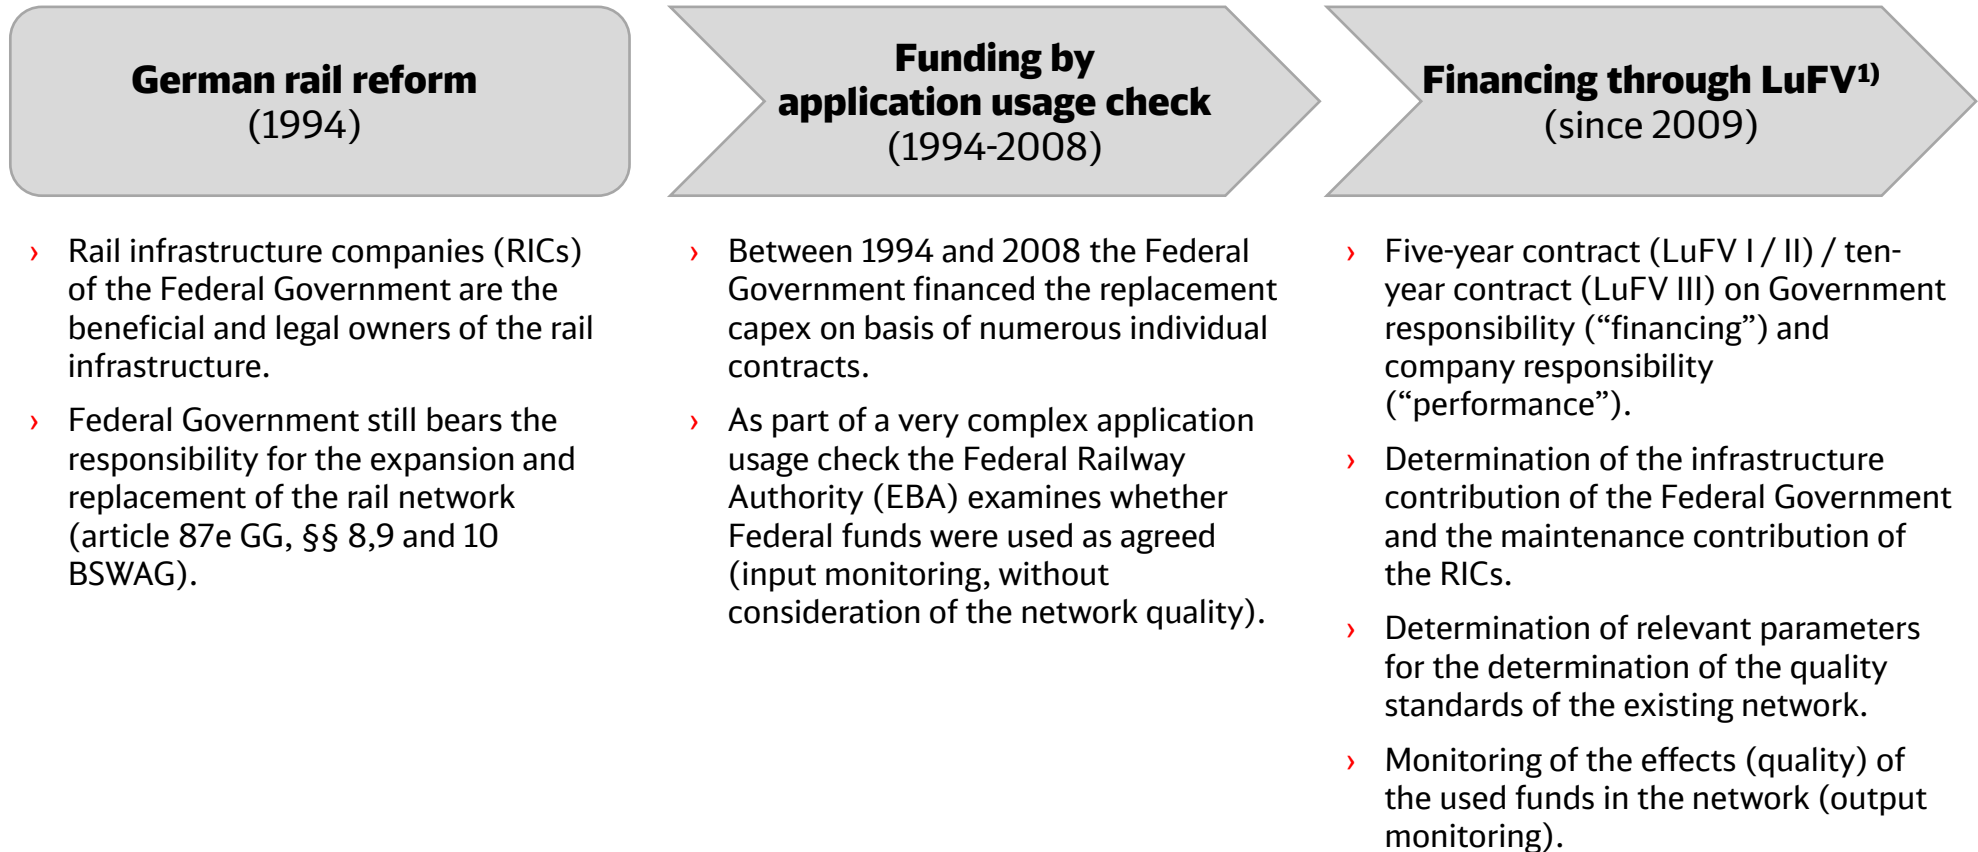 German rail reform
(1994)
› Rail infrastructure companies (RICs)
of the Federal Government are the
beneficial and legal owners of the rail
infrastructure.
› Federal Government still bears the
responsibility for the expansion and
replacement of the rail network
(article 87e GG, §§ 8,9 and 10
BSWAG).
Funding by
application usage check
(1994-2008)
› Between 1994 and 2008 the Federal
Government financed the replacement
capex on basis of numerous individual
contracts.
› As part of a very complex application
usage check the Federal Railway
Authority (EBA) examines whether
Federal funds were used as agreed
(input monitoring, without
consideration of the network quality).
Financing through LuFV¹⁾
(since 2009)
› Five-year contract (LuFV I / II) / ten-
year contract (LuFV III) on Government
responsibility (“financing”) and
company responsibility
(“performance”).
› Determination of the infrastructure
contribution of the Federal Government
and the maintenance contribution of
the RICs.
› Determination of relevant parameters
for the determination of the quality
standards of the existing network.
› Monitoring of the effects (quality) of
the used funds in the network (output
monitoring).